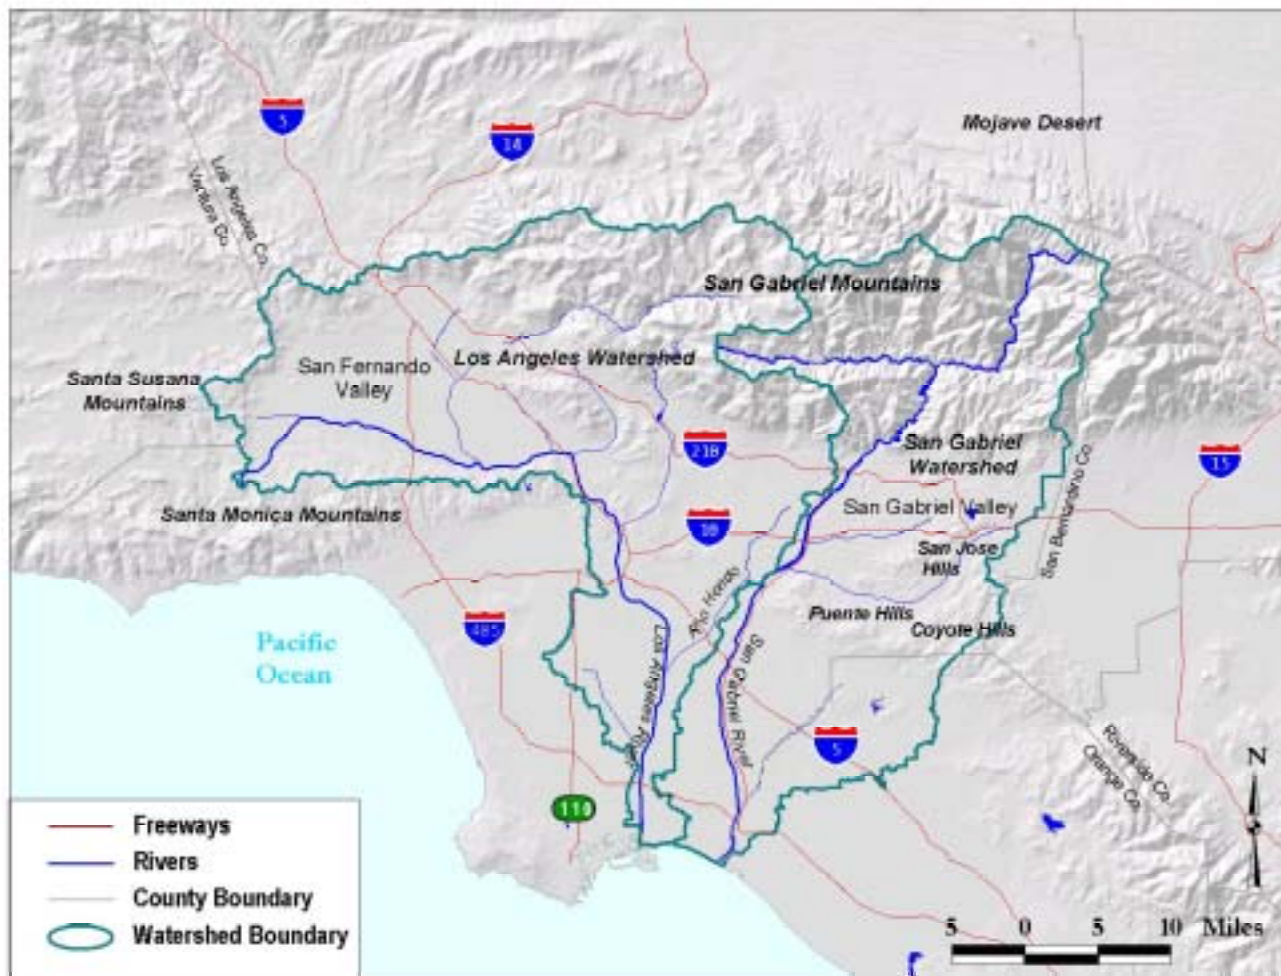 5
14
Mojave Desert
Los Angeles Co.
Ventura Co.
San Gabriel Mountains
Los Angeles Watershed
San Fernando
Valley
Santa Susana
Mountains
210
San Gabriel
Watershed
15
San Gabriel Valley
Santa Monica Mountains
10
San Bernardino Co.
San Jose
Hills
Rio Hondo
Puente Hills
Coyote Hills
405
Pacific
Ocean
Los Angeles River
San Gabriel River
5
Riverside Co.
Orange Co.
N
110
Freeways
Rivers
County Boundary
Watershed Boundary
5 0 5 10 Miles